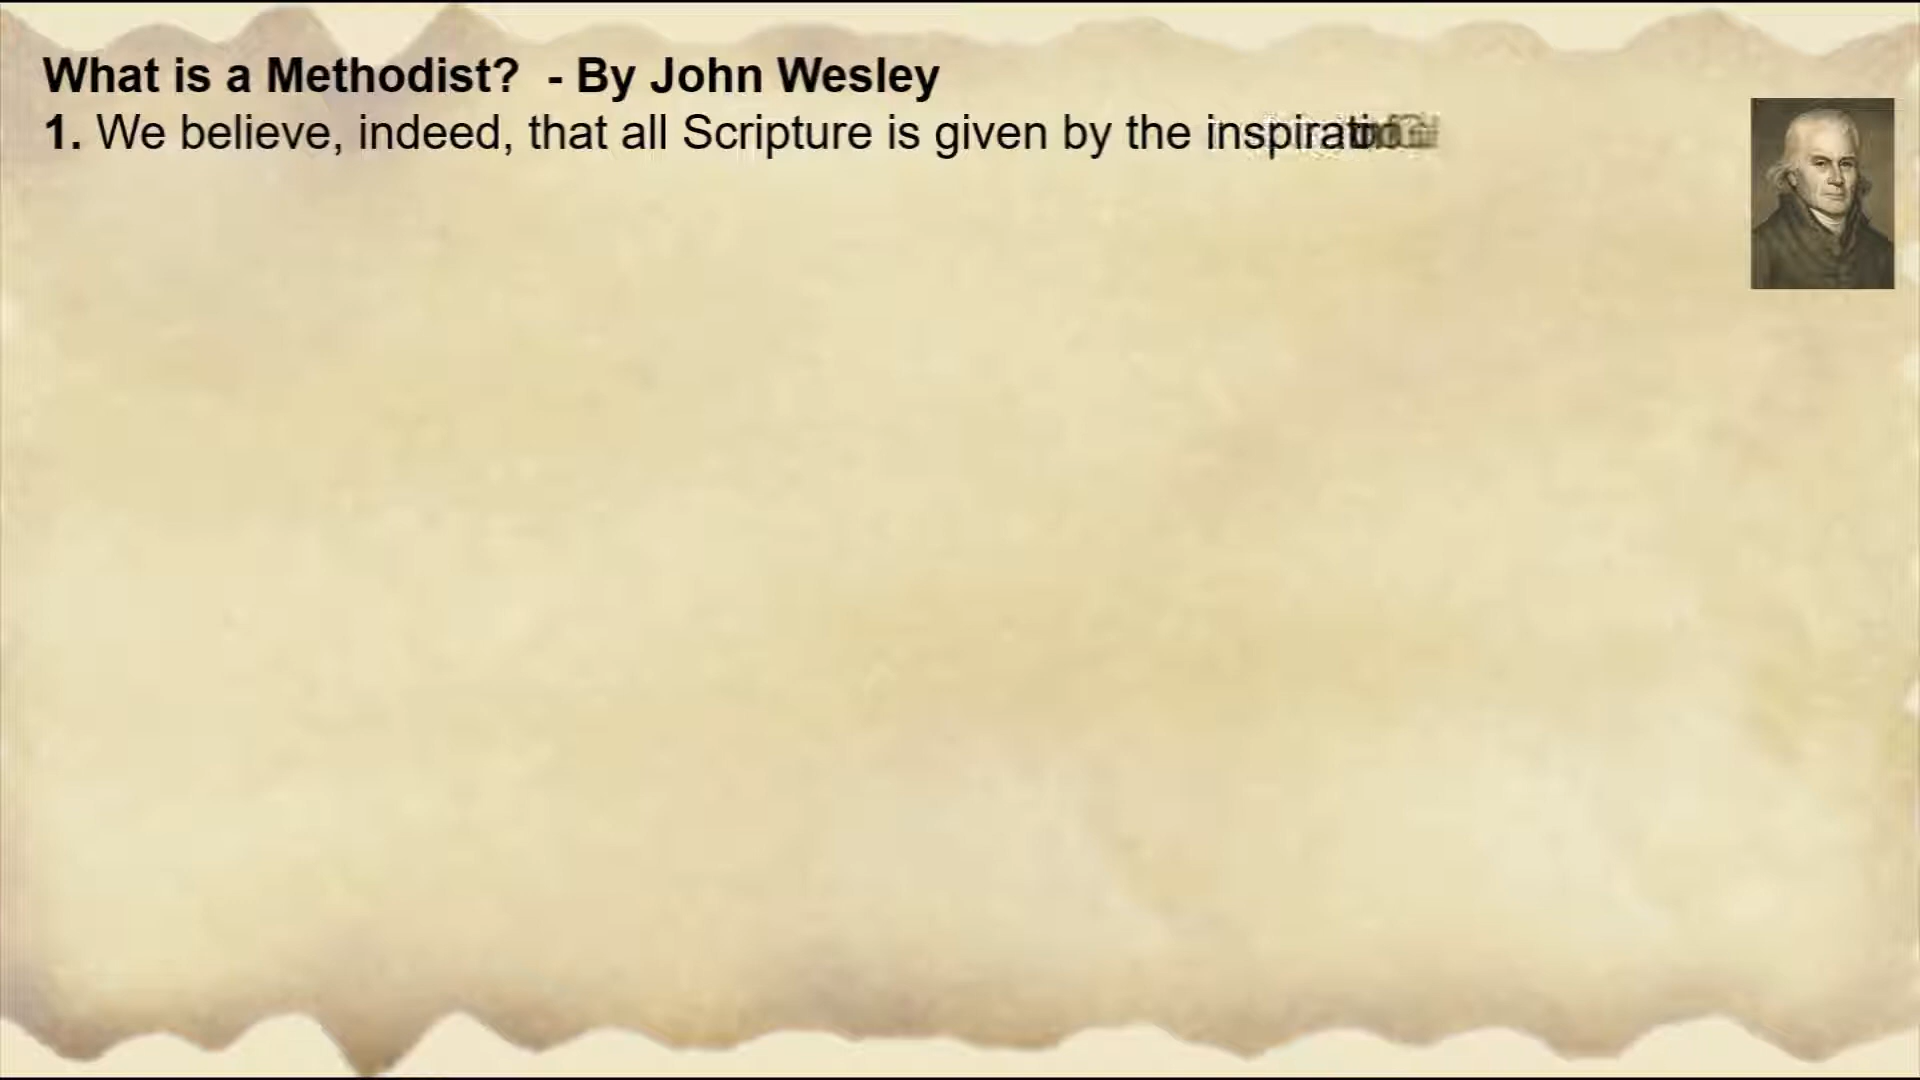 What is a Methodist?  - By John Wesley
1. We believe, indeed, that all Scripture is given by the